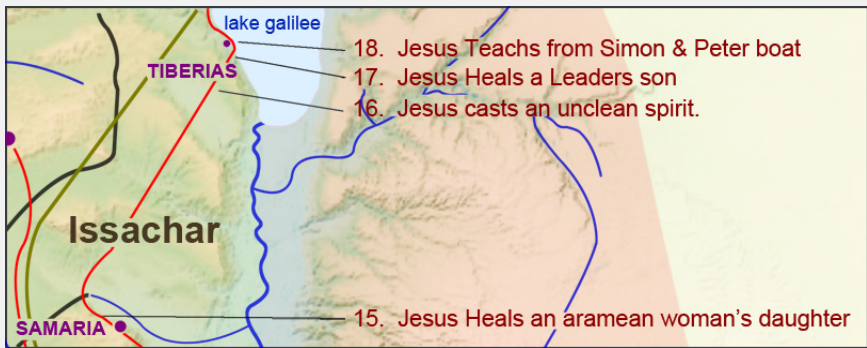 lake galilee
18. Jesus Teachs from Simon & Peter boat
TIBERIAS
17. Jesus Heals a Leaders son
16. Jesus casts an unclean spirit.
Issachar
SAMARIA
15. Jesus Heals an aramean woman's daughter